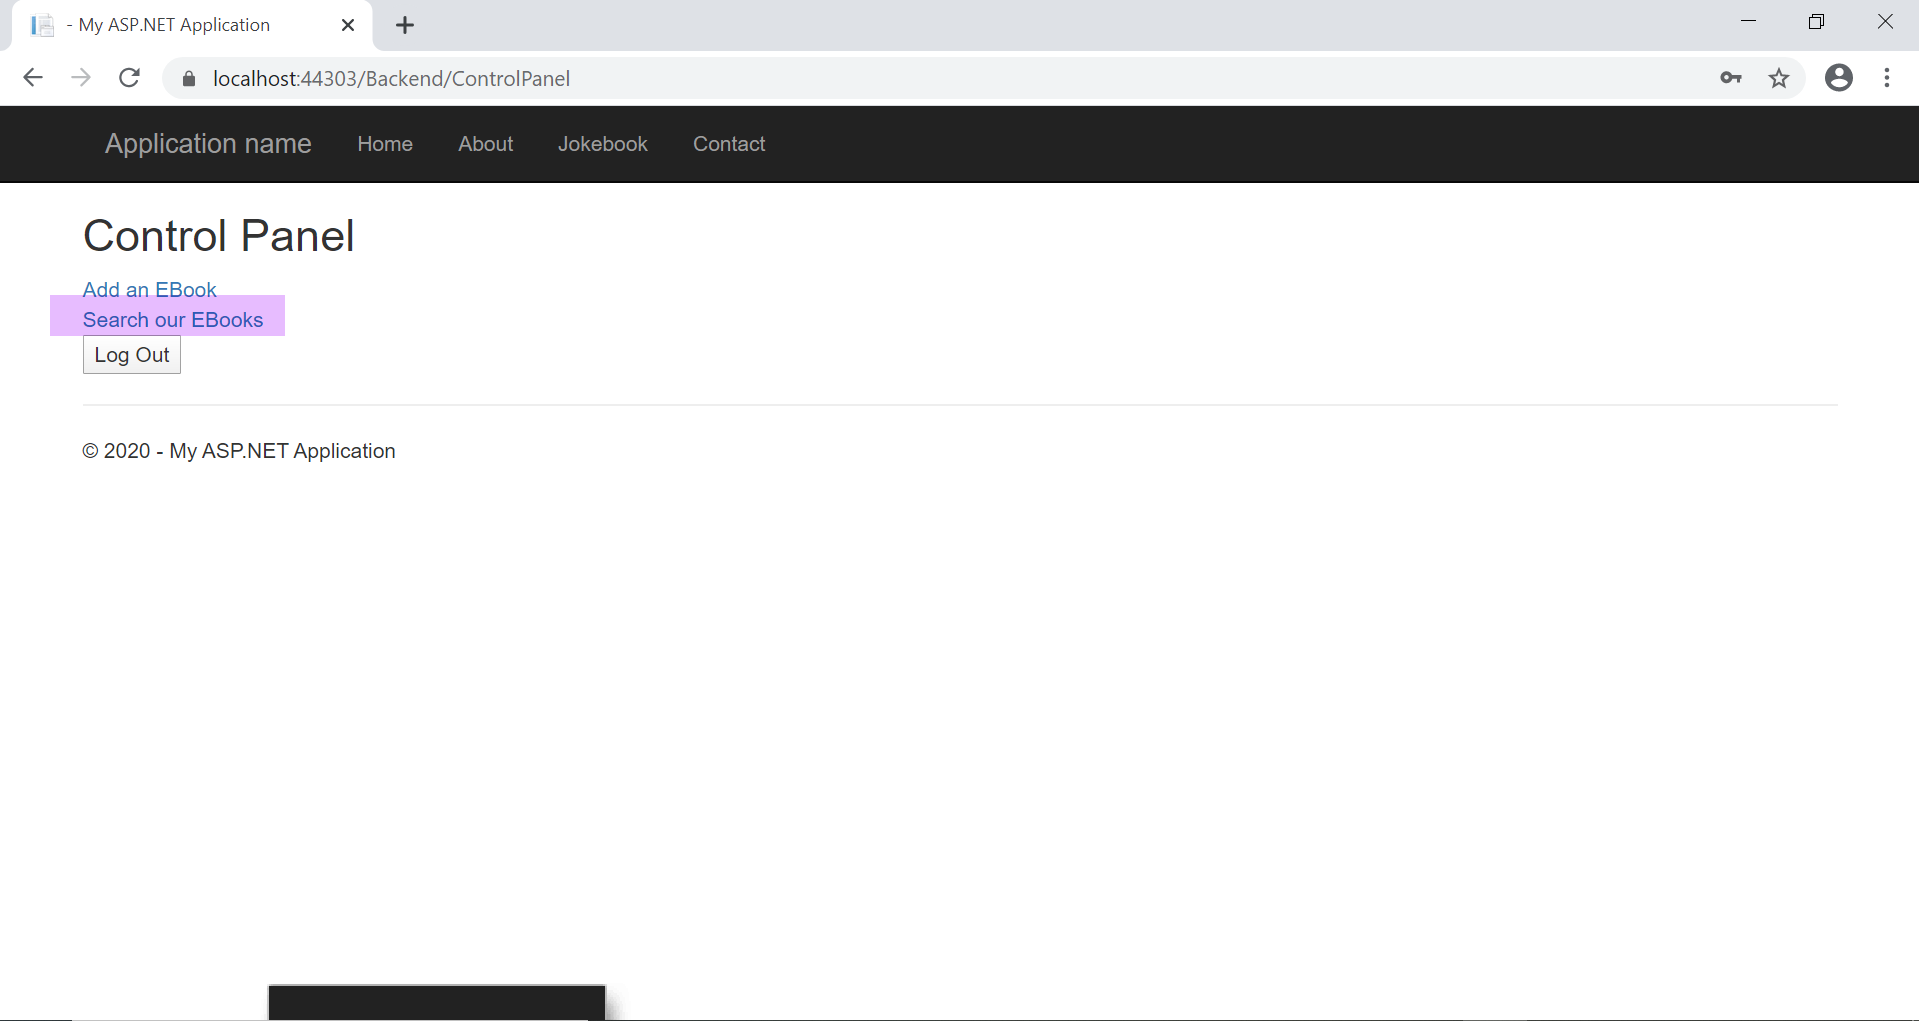 - My ASP.NET Application
localhost:44303/Backend/ControlPanel
Application name Home About Jokebook Contact
Control Panel
Add an EBook
Search our EBooks
Log Out
© 2020 - My ASP.NET Application